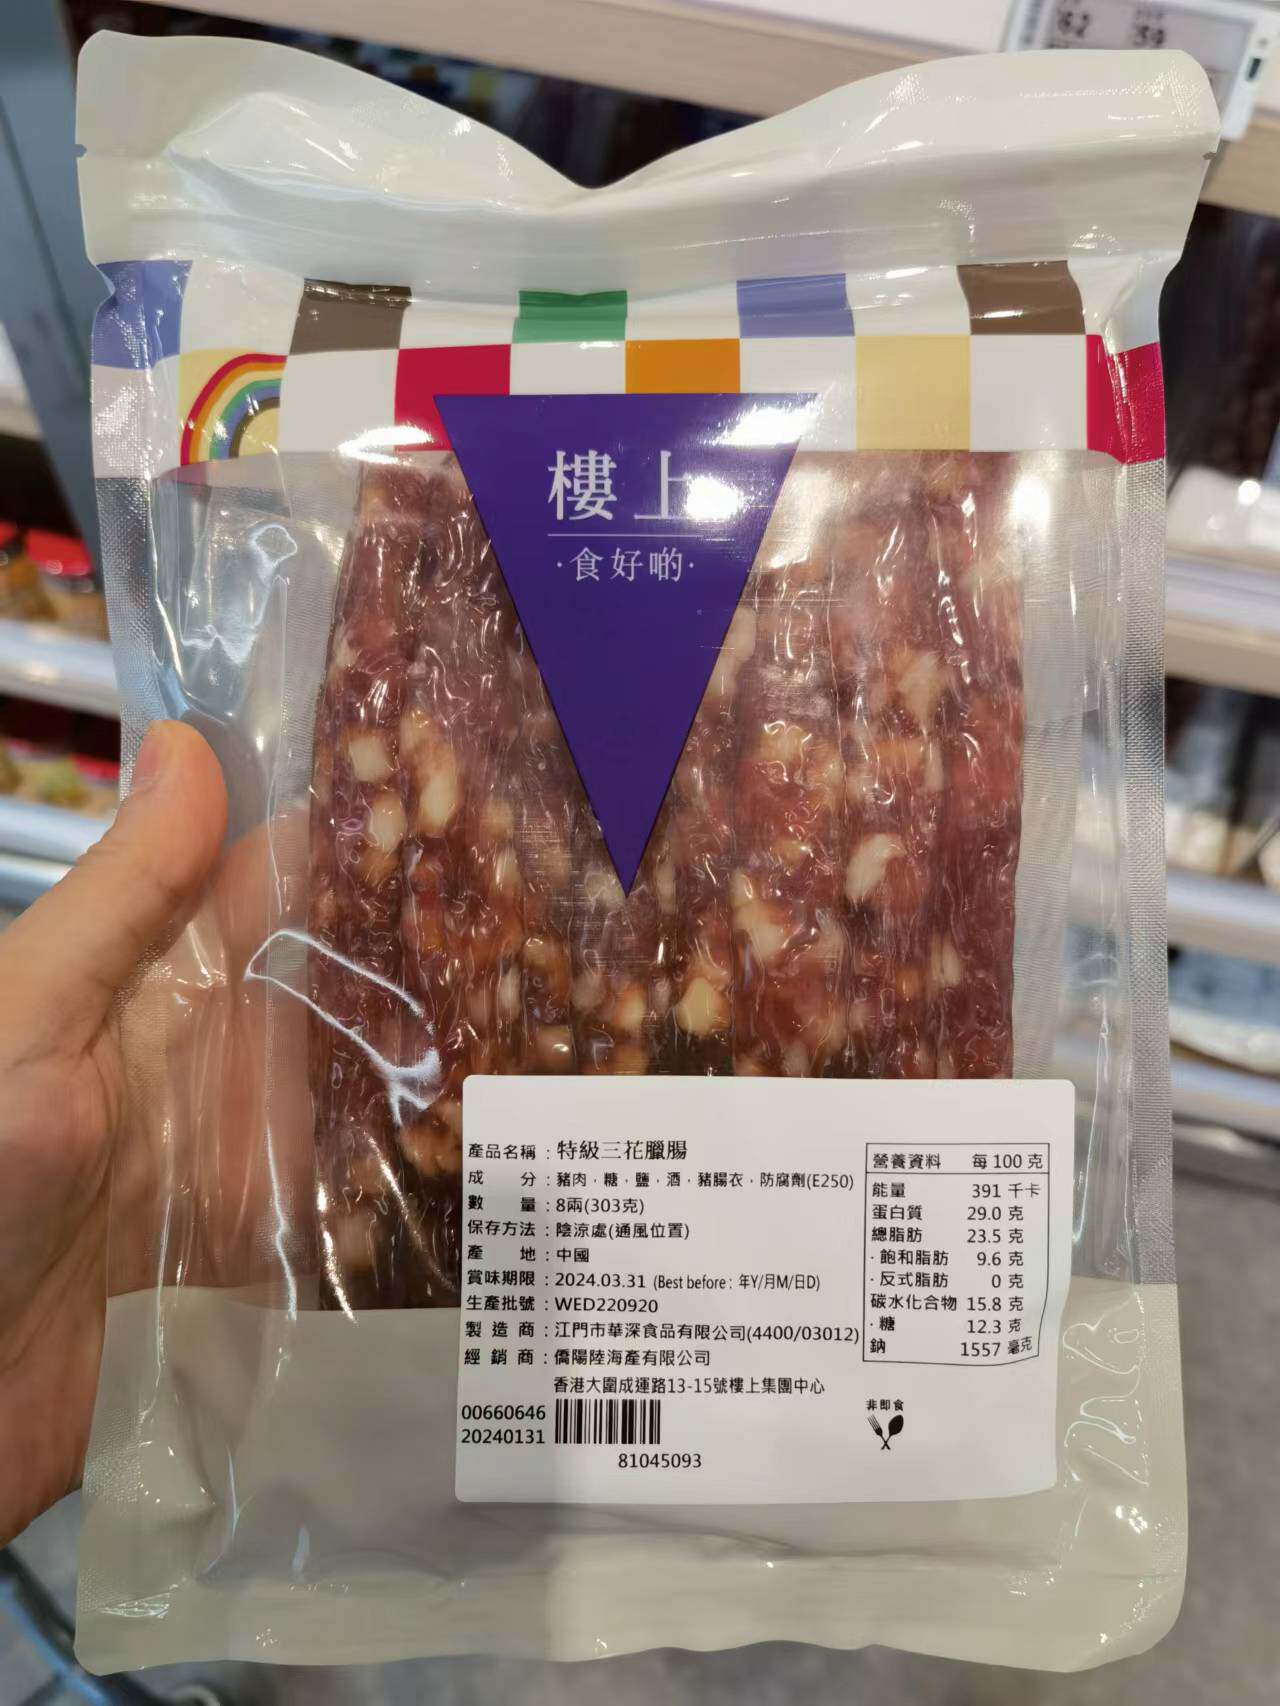 62
59
樓上
·食好啲·
產品名稱：特級三花臘腸
成　　分：豬肉，糖，鹽，酒，豬腸衣，防腐劑(E250)
數　　量：8兩(303克)
保存方法：陰涼處(通風位置)
產　　地：中國
賞味期限：2024.03.31 (Best before：年Y/月M/日D)
生產批號：WED220920
製 造 商：江門市華深食品有限公司(4400/03012)
經 銷 商：僑陽陸海產有限公司
香港大圍成運路13-15號樓上集團中心
00660646
20240131
81045093
營養資料　每100克
能量　391 千卡
蛋白質　29.0 克
總脂肪　23.5 克
·飽和脂肪　9.6 克
·反式脂肪　0 克
碳水化合物 15.8 克
·糖　12.3 克
鈉　1557 毫克
非即食